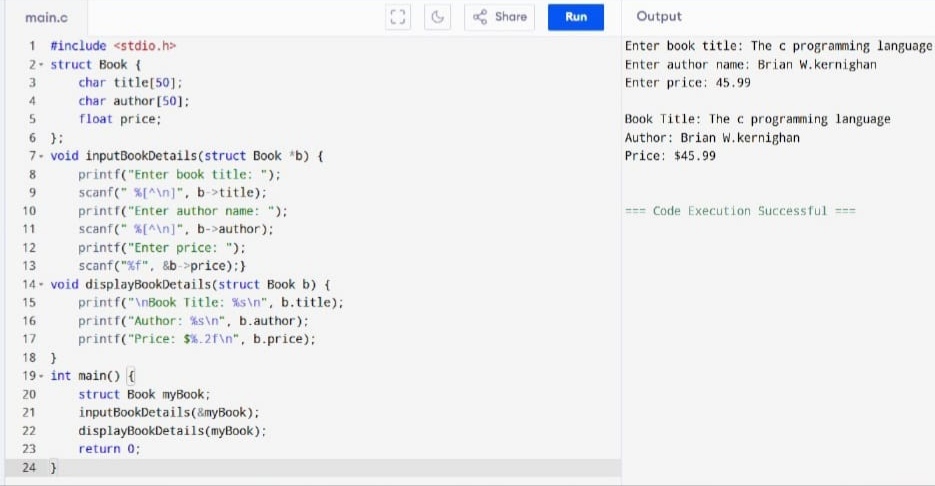 main.c
Share
Run
Output
1 #include <stdio.h>
2 struct Book {
3 char title[50];
4 char author[50];
5 float price;
6 };
7 void inputBookDetails(struct Book *b) {
8 printf("Enter book title: ");
9 scanf(" %[^\n]", b->title);
10 printf("Enter author name: ");
11 scanf(" %[^\n]", b->author);
12 printf("Enter price: ");
13 scanf("%f", &b->price);}
14 void displayBookDetails(struct Book b) {
15 printf("\nBook Title: %s\n", b.title);
16 printf("Author: %s\n", b.author);
17 printf("Price: $%.2f\n", b.price);
18 }
19 int main() {
20 struct Book myBook;
21 inputBookDetails(&myBook);
22 displayBookDetails(myBook);
23 return 0;
24 }
Enter book title: The c programming language
Enter author name: Brian W.kernighan
Enter price: 45.99
Book Title: The c programming language
Author: Brian W.kernighan
Price: $45.99
=== Code Execution Successful ===